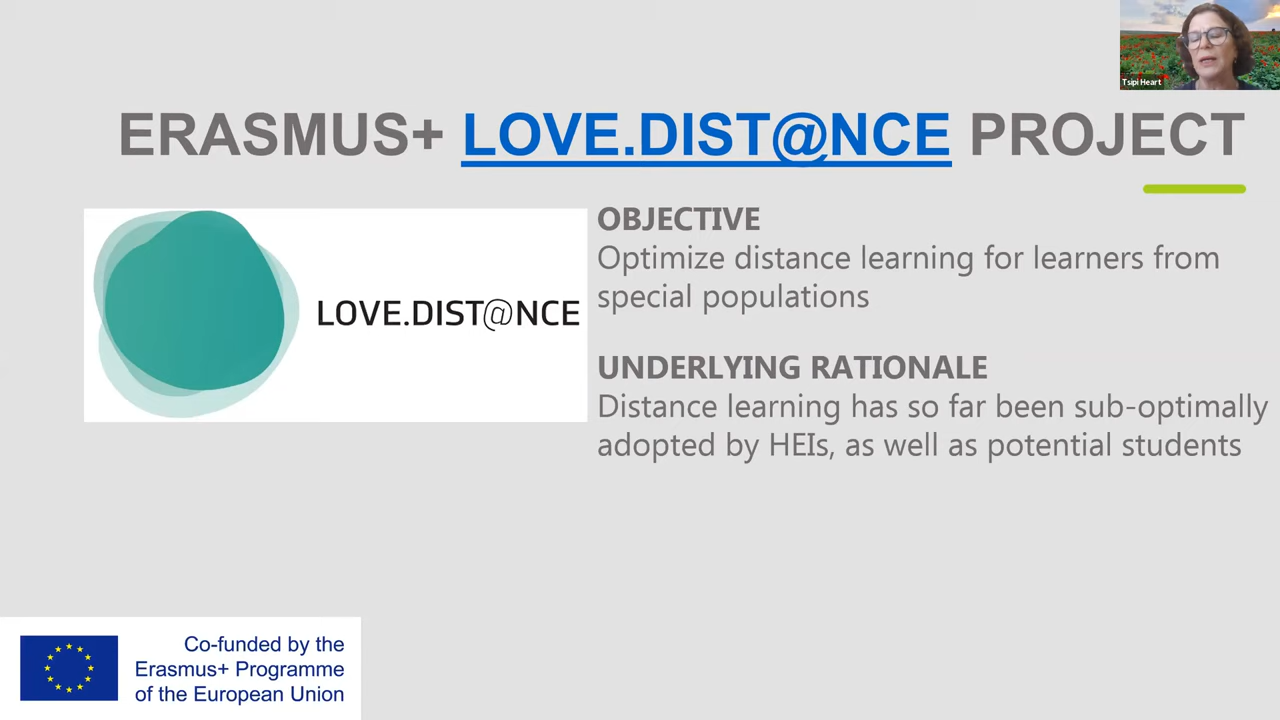 Tsipi Heart
ERASMUS+ LOVE.DIST@NCE PROJECT
LOVE.DIST@NCE
OBJECTIVE
Optimize distance learning for learners from
special populations
UNDERLYING RATIONALE
Distance learning has so far been sub-optimally
adopted by HEIs, as well as potential students
Co-funded by the
Erasmus+ Programme
of the European Union